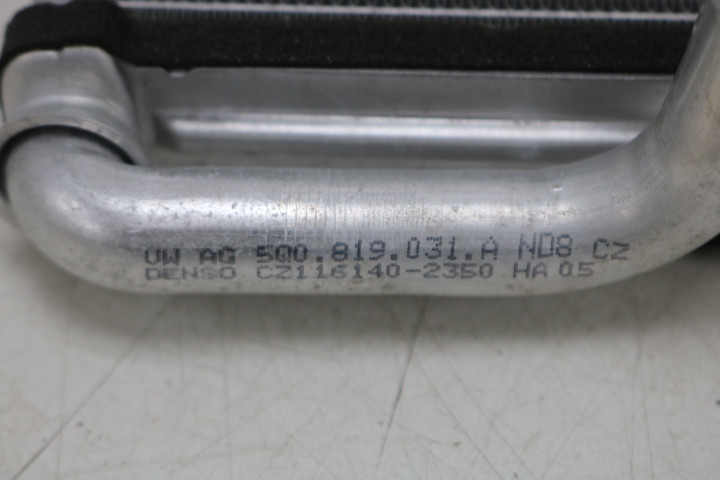 VW AG 5Q0.819.031.A ND8 CZ
DENSO CZ116140-2350 HA 05